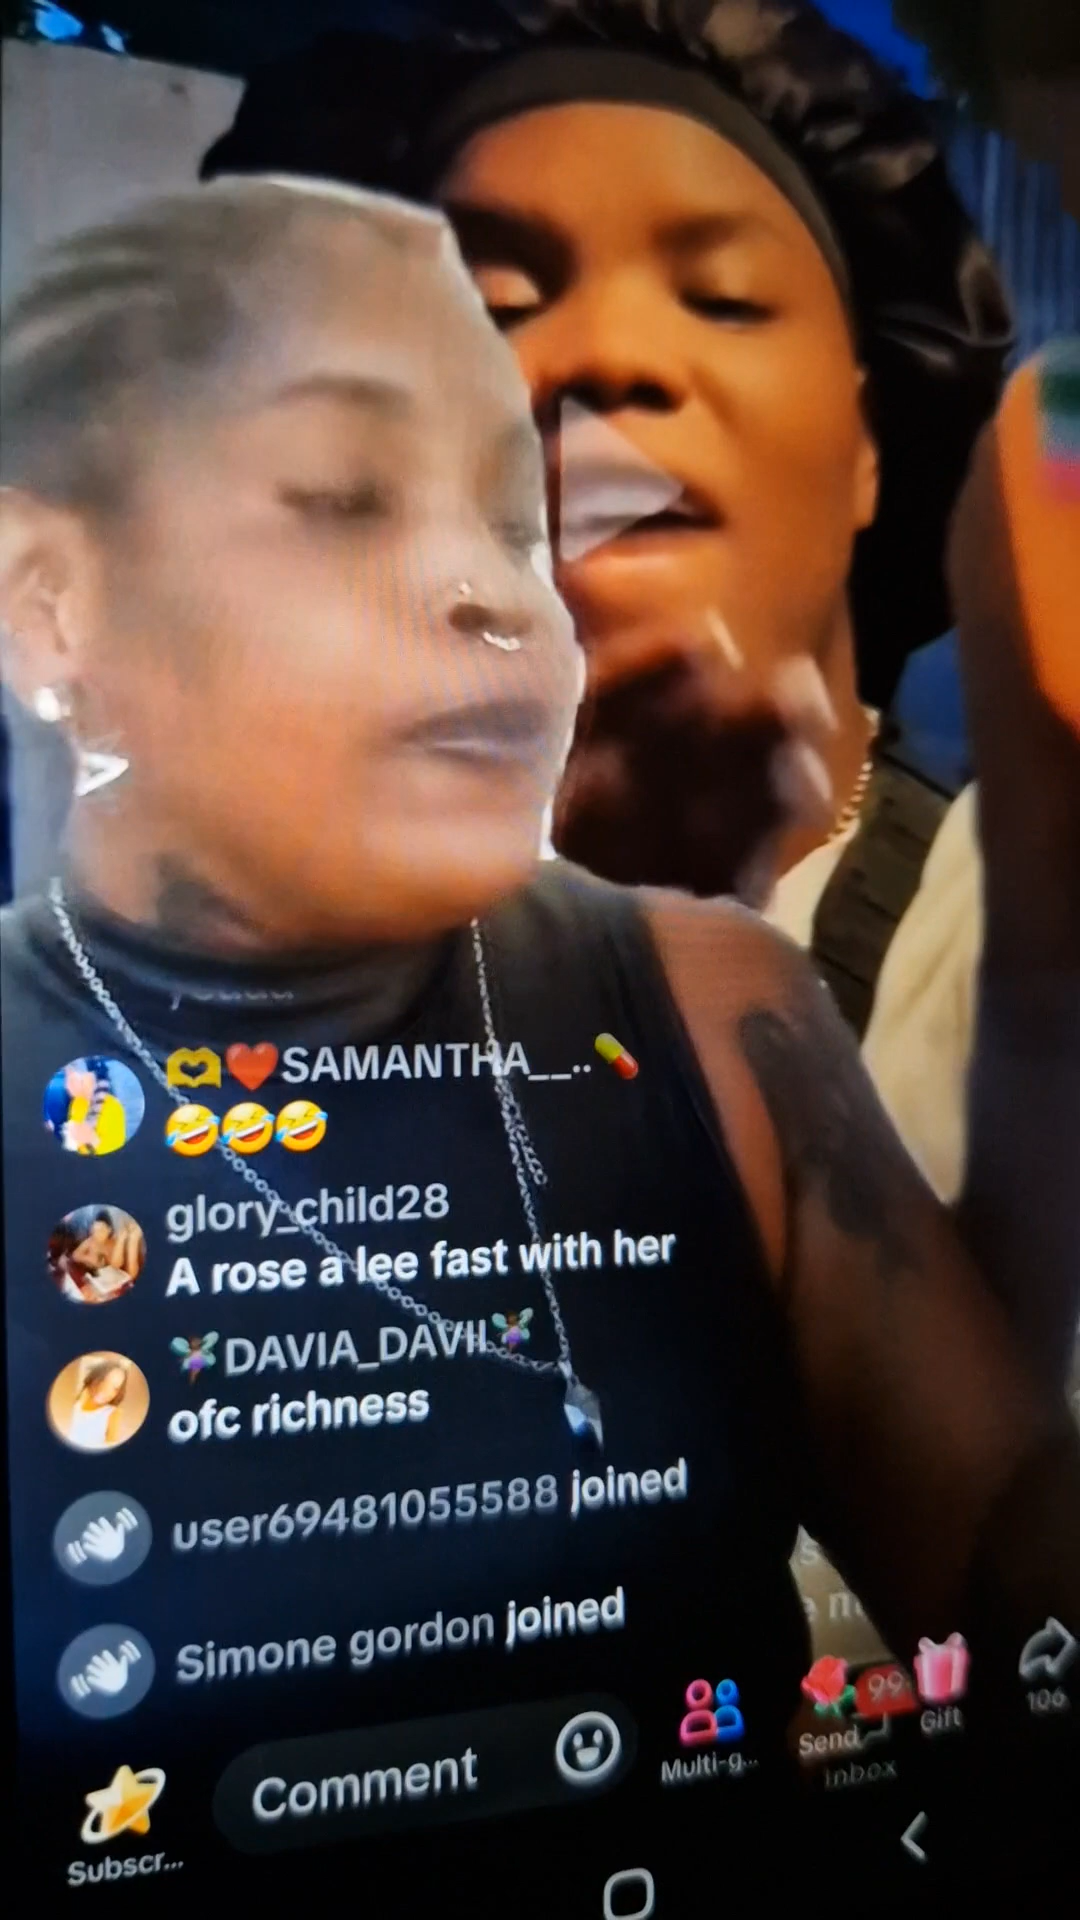 🫶❤️SAMANTHA__..💊
🤣🤣🤣
glory_child28
A rose a lee fast with her
🧚DAVIA_DAVII🧚
ofc richness
user69481055588 joined
Simone gordon joined
Comment
Subscr...
Multi-g...
Send
99
Gift
106
Inbox